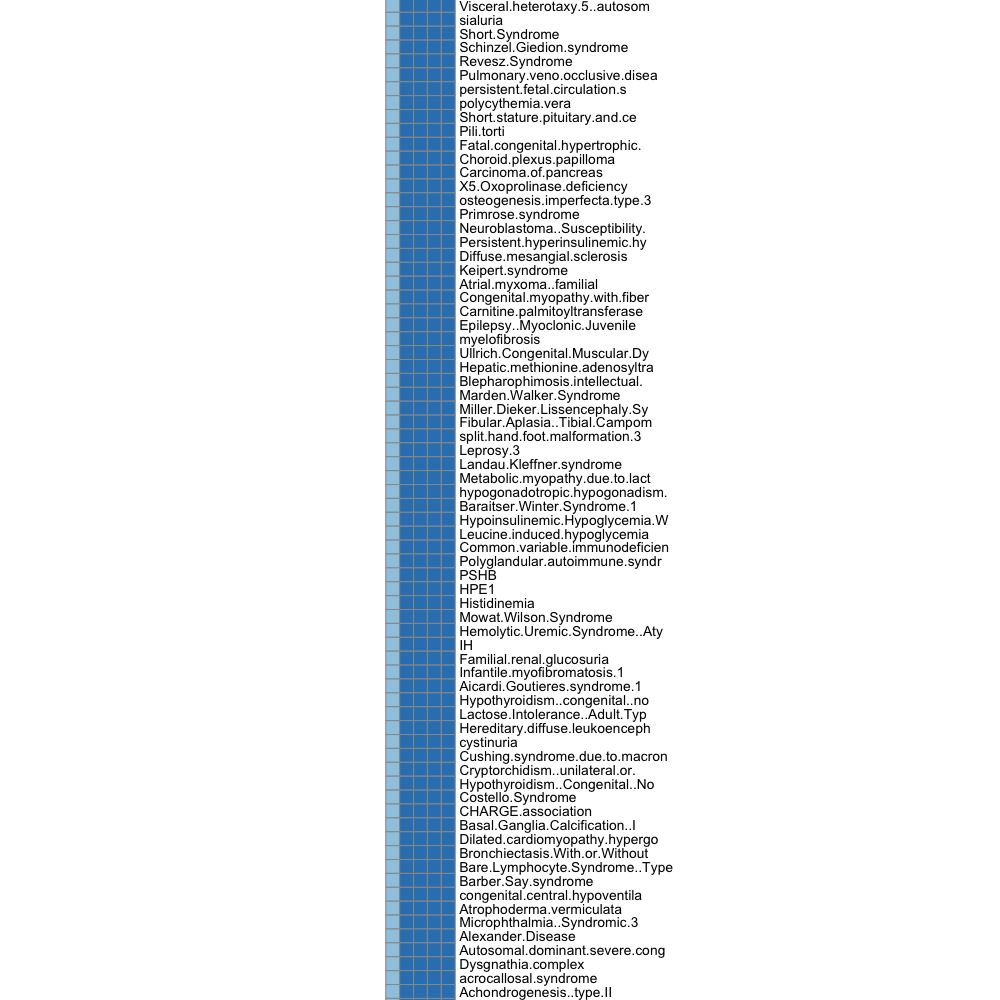 Visceral.heterotaxy.5..autosom
sialuria
Short.Syndrome
Schinzel.Giedion.syndrome
Revesz.Syndrome
Pulmonary.veno.occlusive.disea
persistent.fetal.circulation.s
polycythemia.vera
Short.stature.pituitary.and.ce
Pili.torti
Fatal.congenital.hypertrophic.
Choroid.plexus.papilloma
Carcinoma.of.pancreas
X5.Oxoprolinase.deficiency
osteogenesis.imperfecta.type.3
Primrose.syndrome
Neuroblastoma..Susceptibility.
Persistent.hyperinsulinemic.hy
Diffuse.mesangial.sclerosis
Keipert.syndrome
Atrial.myxoma..familial
Congenital.myopathy.with.fiber
Carnitine.palmitoyltransferase
Epilepsy..Myoclonic.Juvenile
myelofibrosis
Ullrich.Congenital.Muscular.Dy
Hepatic.methionine.adenosyltra
Blepharophimosis.intellectual.
Marden.Walker.Syndrome
Miller.Dieker.Lissencephaly.Sy
Fibular.Aplasia..Tibial.Campom
split.hand.foot.malformation.3
Leprosy.3
Landau.Kleffner.syndrome
Metabolic.myopathy.due.to.lact
hypogonadotropic.hypogonadism.
Baraitser.Winter.Syndrome.1
Hypoinsulinemic.Hypoglycemia.W
Leucine.induced.hypoglycemia
Common.variable.immunodeficien
Polyglandular.autoimmune.syndr
PSHB
HPE1
Histidinemia
Mowat.Wilson.Syndrome
Hemolytic.Uremic.Syndrome..Aty
IH
Familial.renal.glucosuria
Infantile.myofibromatosis.1
Aicardi.Goutieres.syndrome.1
Hypothyroidism..congenital..no
Lactose.Intolerance..Adult.Typ
Hereditary.diffuse.leukoenceph
cystinuria
Cushing.syndrome.due.to.macron
Cryptorchidism..unilateral.or.
Hypothyroidism..Congenital..No
Costello.Syndrome
CHARGE.association
Basal.Ganglia.Calcification..I
Dilated.cardiomyopathy.hypergo
Bronchiectasis.With.or.Without
Bare.Lymphocyte.Syndrome..Type
Barber.Say.syndrome
congenital.central.hypoventila
Atrophoderma.vermiculata
Microphthalmia..Syndromic.3
Alexander.Disease
Autosomal.dominant.severe.cong
Dysgnathia.complex
acrocallosal.syndrome
Achondrogenesis..type.II